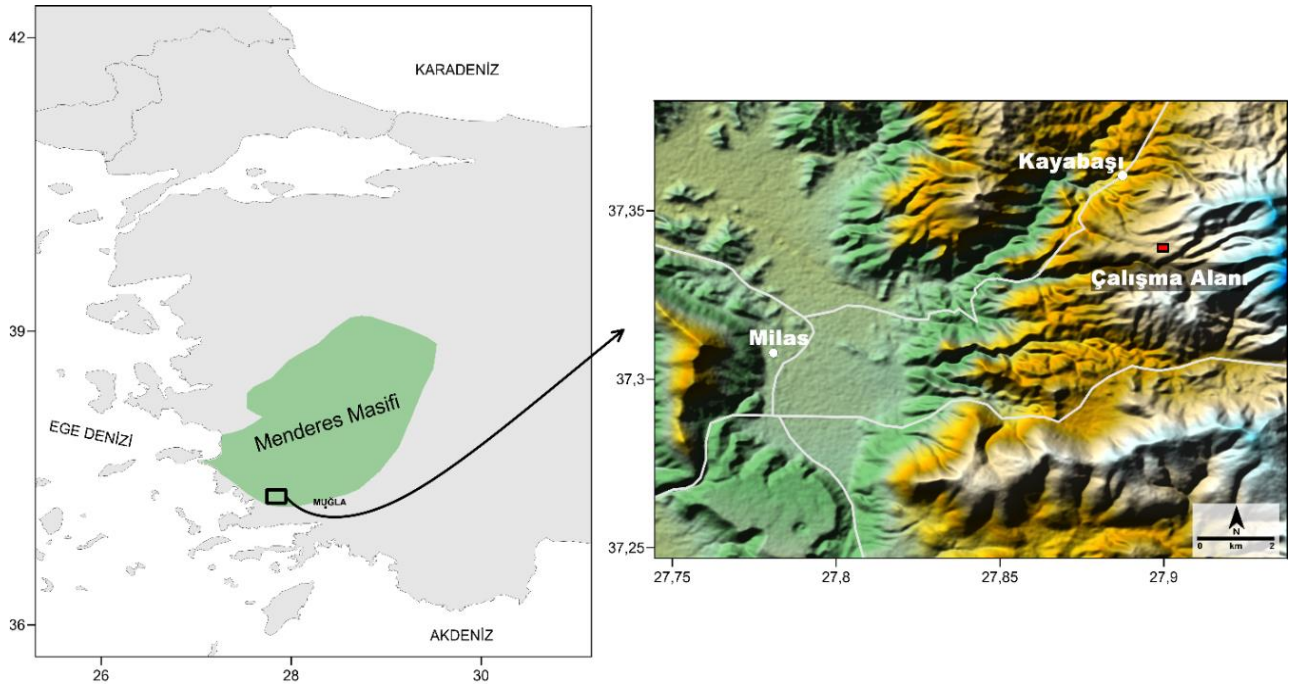 42
KARADENİZ
39
Menderes Masifi
EGE DENİZİ
MUĞLA
36
AKDENİZ
26
28
30
Kayabaşı
37,35
Çalışma Alanı
Milas
37,3
N
0 km 2
37,25
27,75
27,8
27,85
27,9